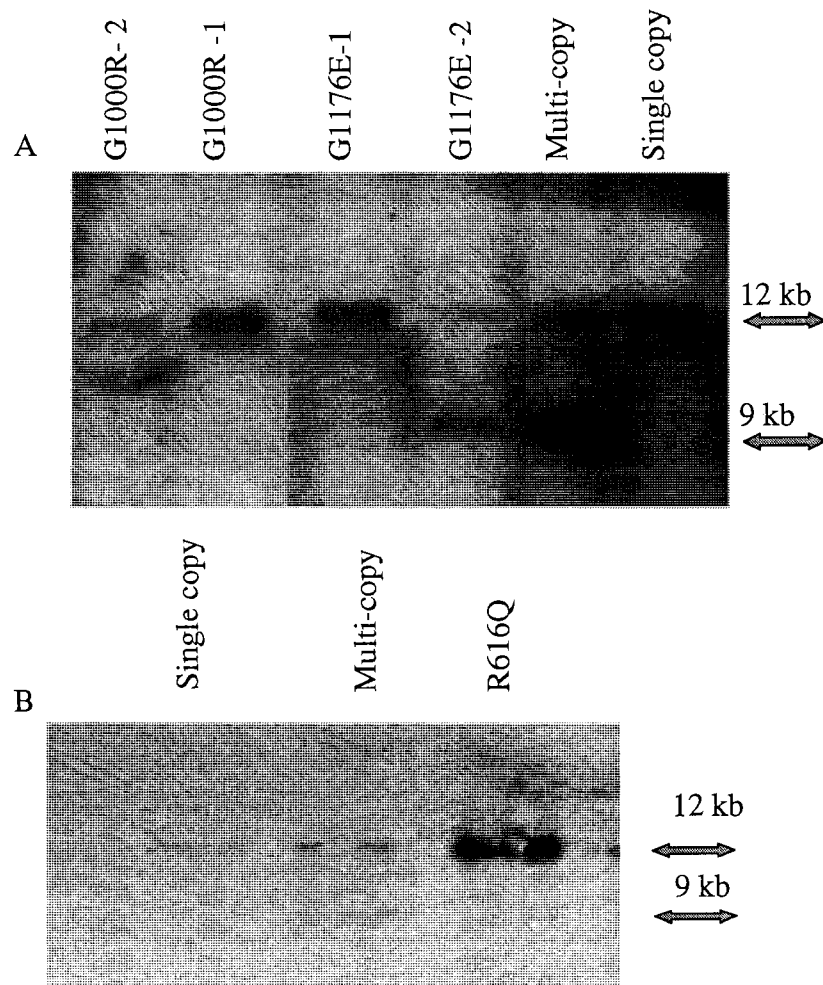 A
G1000R- 2
G1000R -1
G1176E-1
G1176E -2
Multi-copy
Single copy
12 kb
9 kb
B
Single copy
Multi-copy
R616Q
12 kb
9 kb